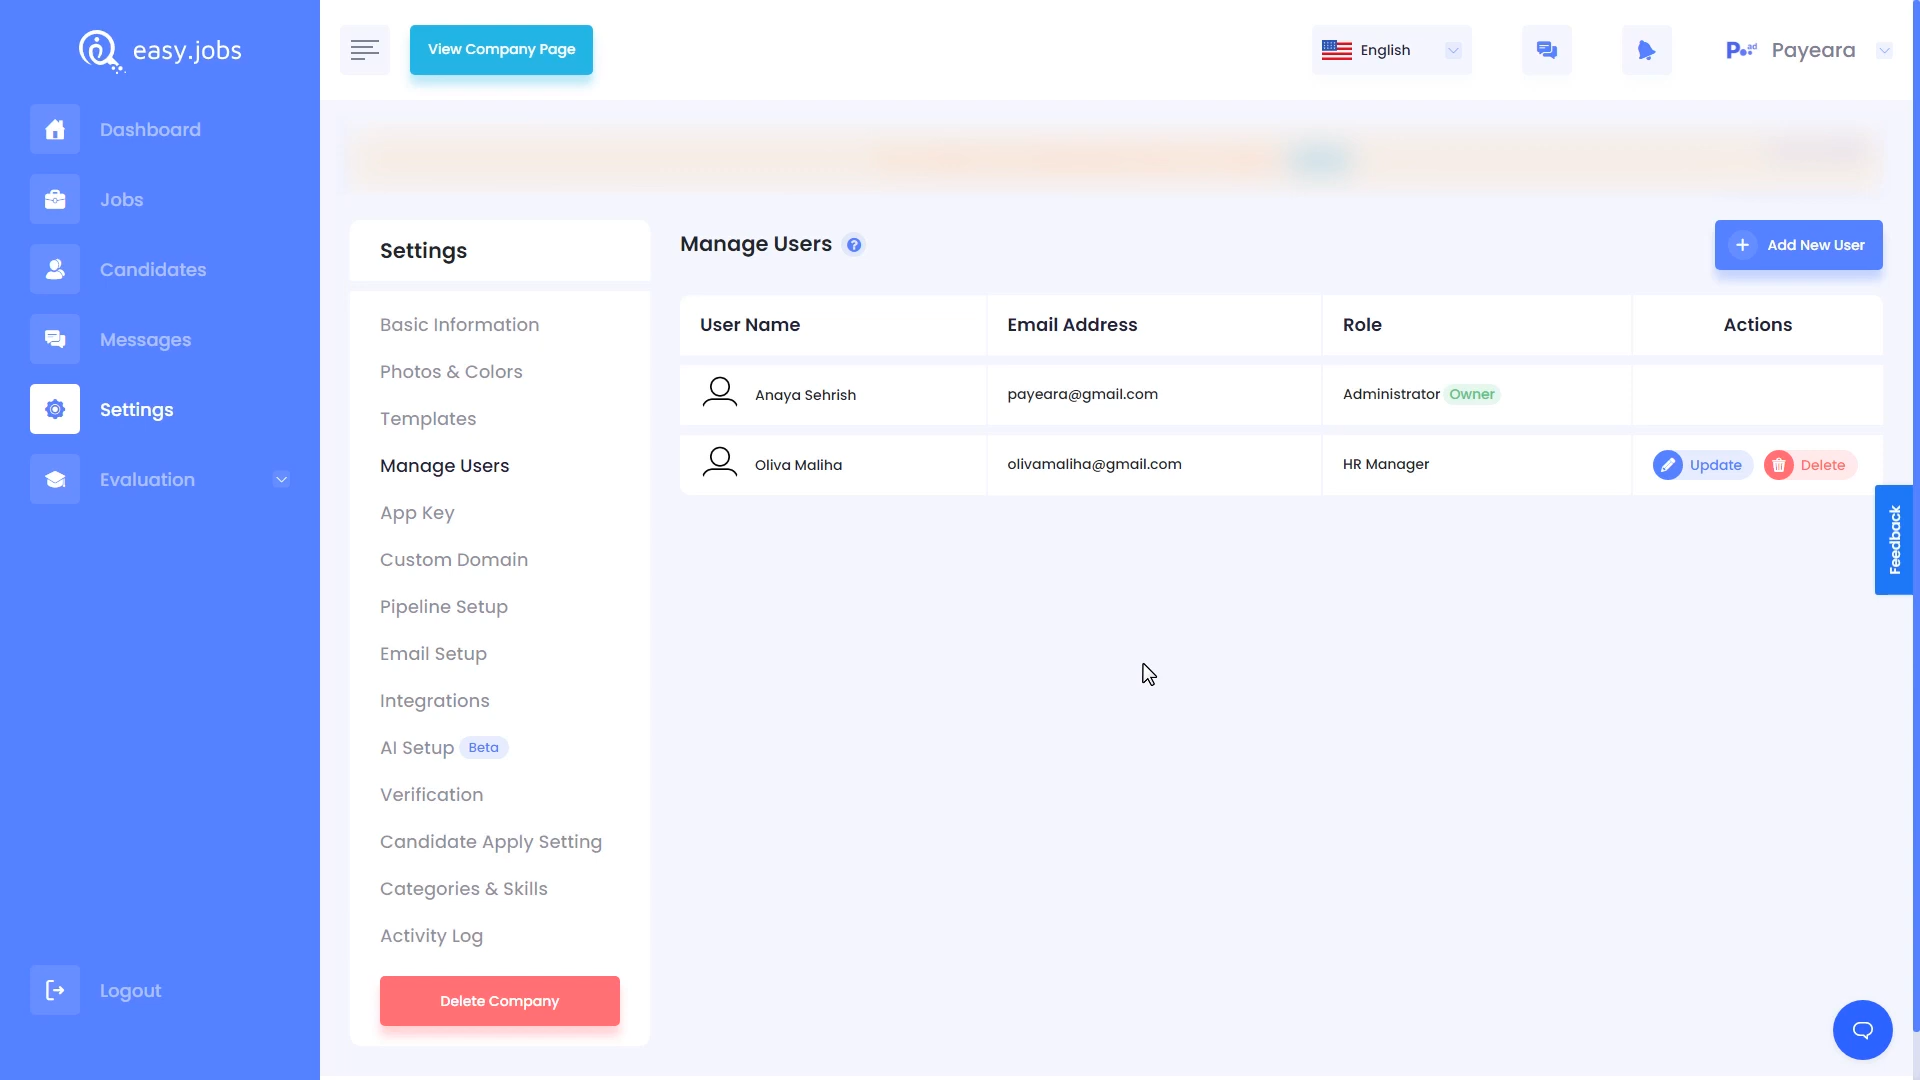 easy.jobs
View Company Page
English
Payeara
Dashboard
Jobs
Candidates
Messages
Settings
Evaluation
Logout
Settings
Basic Information
Photos & Colors
Templates
Manage Users
App Key
Custom Domain
Pipeline Setup
Email Setup
Integrations
AI Setup Beta
Verification
Candidate Apply Setting
Categories & Skills
Activity Log
Delete Company
Manage Users ?
Add New User
User Name Email Address Role Actions
Anaya Sehrish payeara@gmail.com Administrator Owner
Oliva Maliha olivamaliha@gmail.com HR Manager Update Delete
Feedback